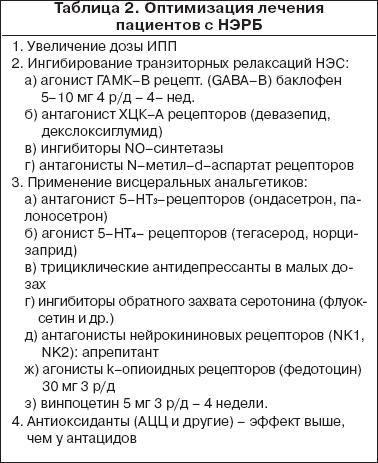 Таблица 2. Оптимизация лечения
пациентов с НЭРБ
1. Увеличение дозы ИПП
2. Ингибирование транзиторных релаксаций НЭС:
а) агонист ГАМК–В рецепт. (GABA–B) баклофен
5–10 мг 4 р/д – 4– нед.
б) антагонист ХЦК–А рецепторов (девазепид,
декслоксиглумид)
в) ингибиторы NO–синтетазы
г) антагонисты N–метил–d–аспартат рецепторов
3. Применение висцеральных анальгетиков:
а) антагонист 5–НТ₃–рецепторов (ондасетрон, па-
лоносетрон)
б) агонист 5–НТ₄– рецепторов (тегасерод, норци-
заприд)
в) трициклические антидепрессанты в малых до-
зах
г) ингибиторы обратного захвата серотонина (флуок-
сетин и др.)
д) антагонисты нейрокининовых рецепторов (NK1,
NK2): апрепитант
ж) агонисты k–опиоидных рецепторов (федотоцин)
30 мг 3 р/д
з) винпоцетин 5 мг 3 р/д – 4 недели.
4. Антиоксиданты (АЦЦ и другие) – эффект выше,
чем у антацидов